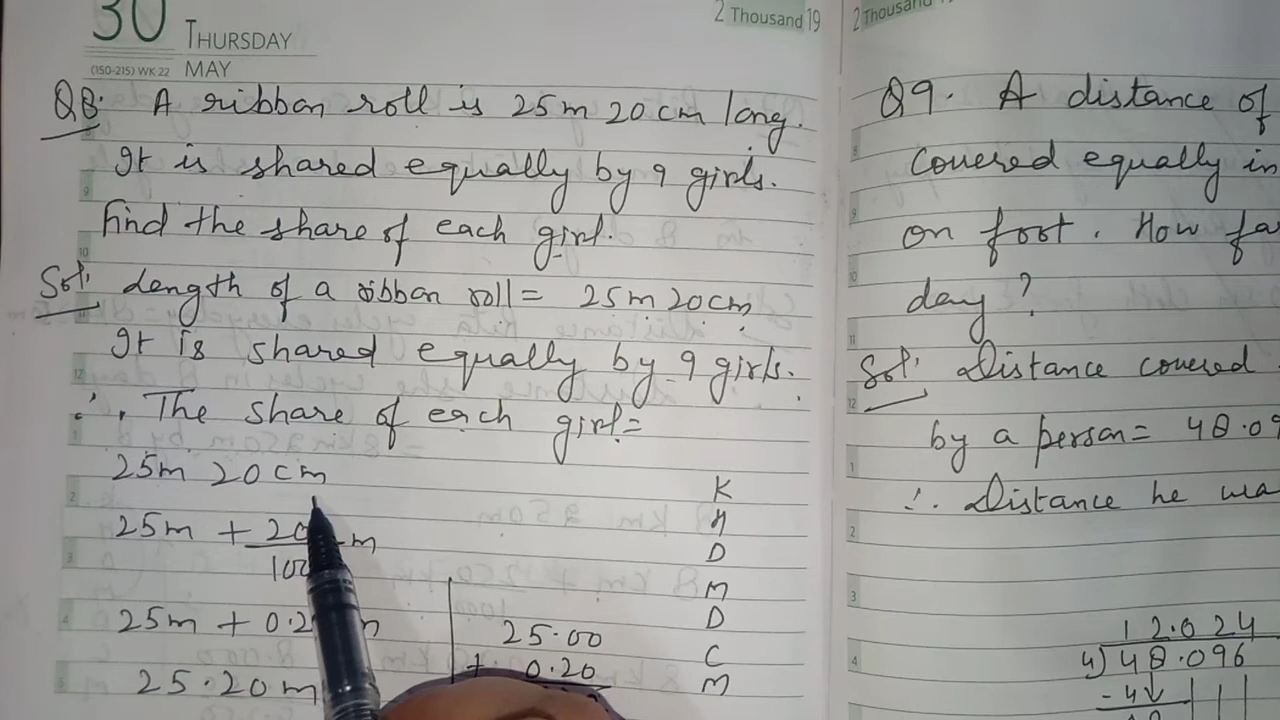 30 THURSDAY
(150-215) WK 22 MAY
2 Thousand 19
Q8. A ribban roll is 25m 20cm long.
It is shared equally by 9 girls.
Find the share of each girl.
Sol. Length of a ribban roll = 25m 20cm
It is shared equally by 9 girls.
∴ The share of each girl =
25m 20cm
25m + 20 m
100
25m + 0.2 m
25.20m
25.00
+ 0.20
K
H
D
M
D
C
M
2 Thousand
Q9. A distance of
covered equally in
on foot. How
day?
Sol. Distance covered
by a person = 48.09
∴ Distance he
12.024
4)48.096
-4↓